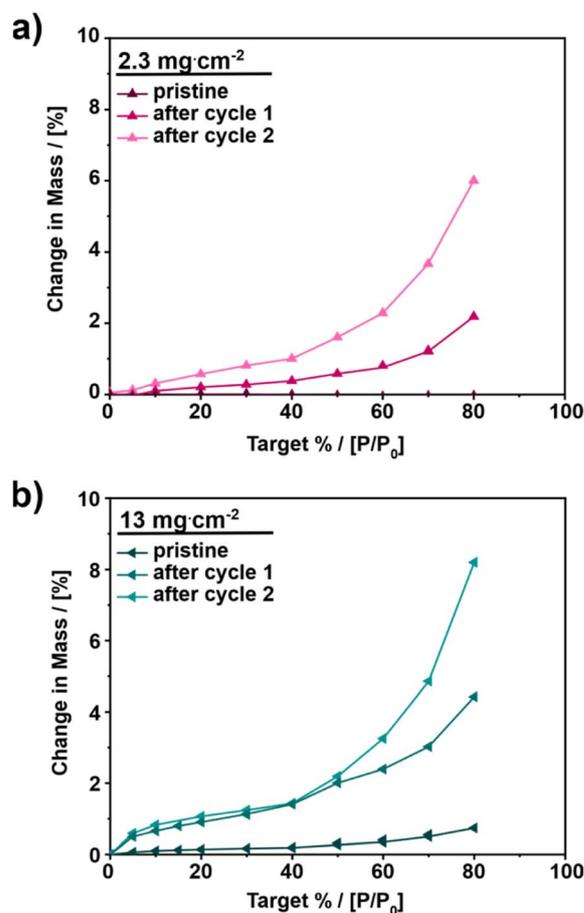 a)
10
8
6
4
2
0
Change in Mass / [%]
2.3 mg·cm⁻²
pristine
after cycle 1
after cycle 2
0 20 40 60 80 100
Target % / [P/P₀]
b)
10
8
6
4
2
0
Change in Mass / [%]
13 mg·cm⁻²
pristine
after cycle 1
after cycle 2
0 20 40 60 80 100
Target % / [P/P₀]